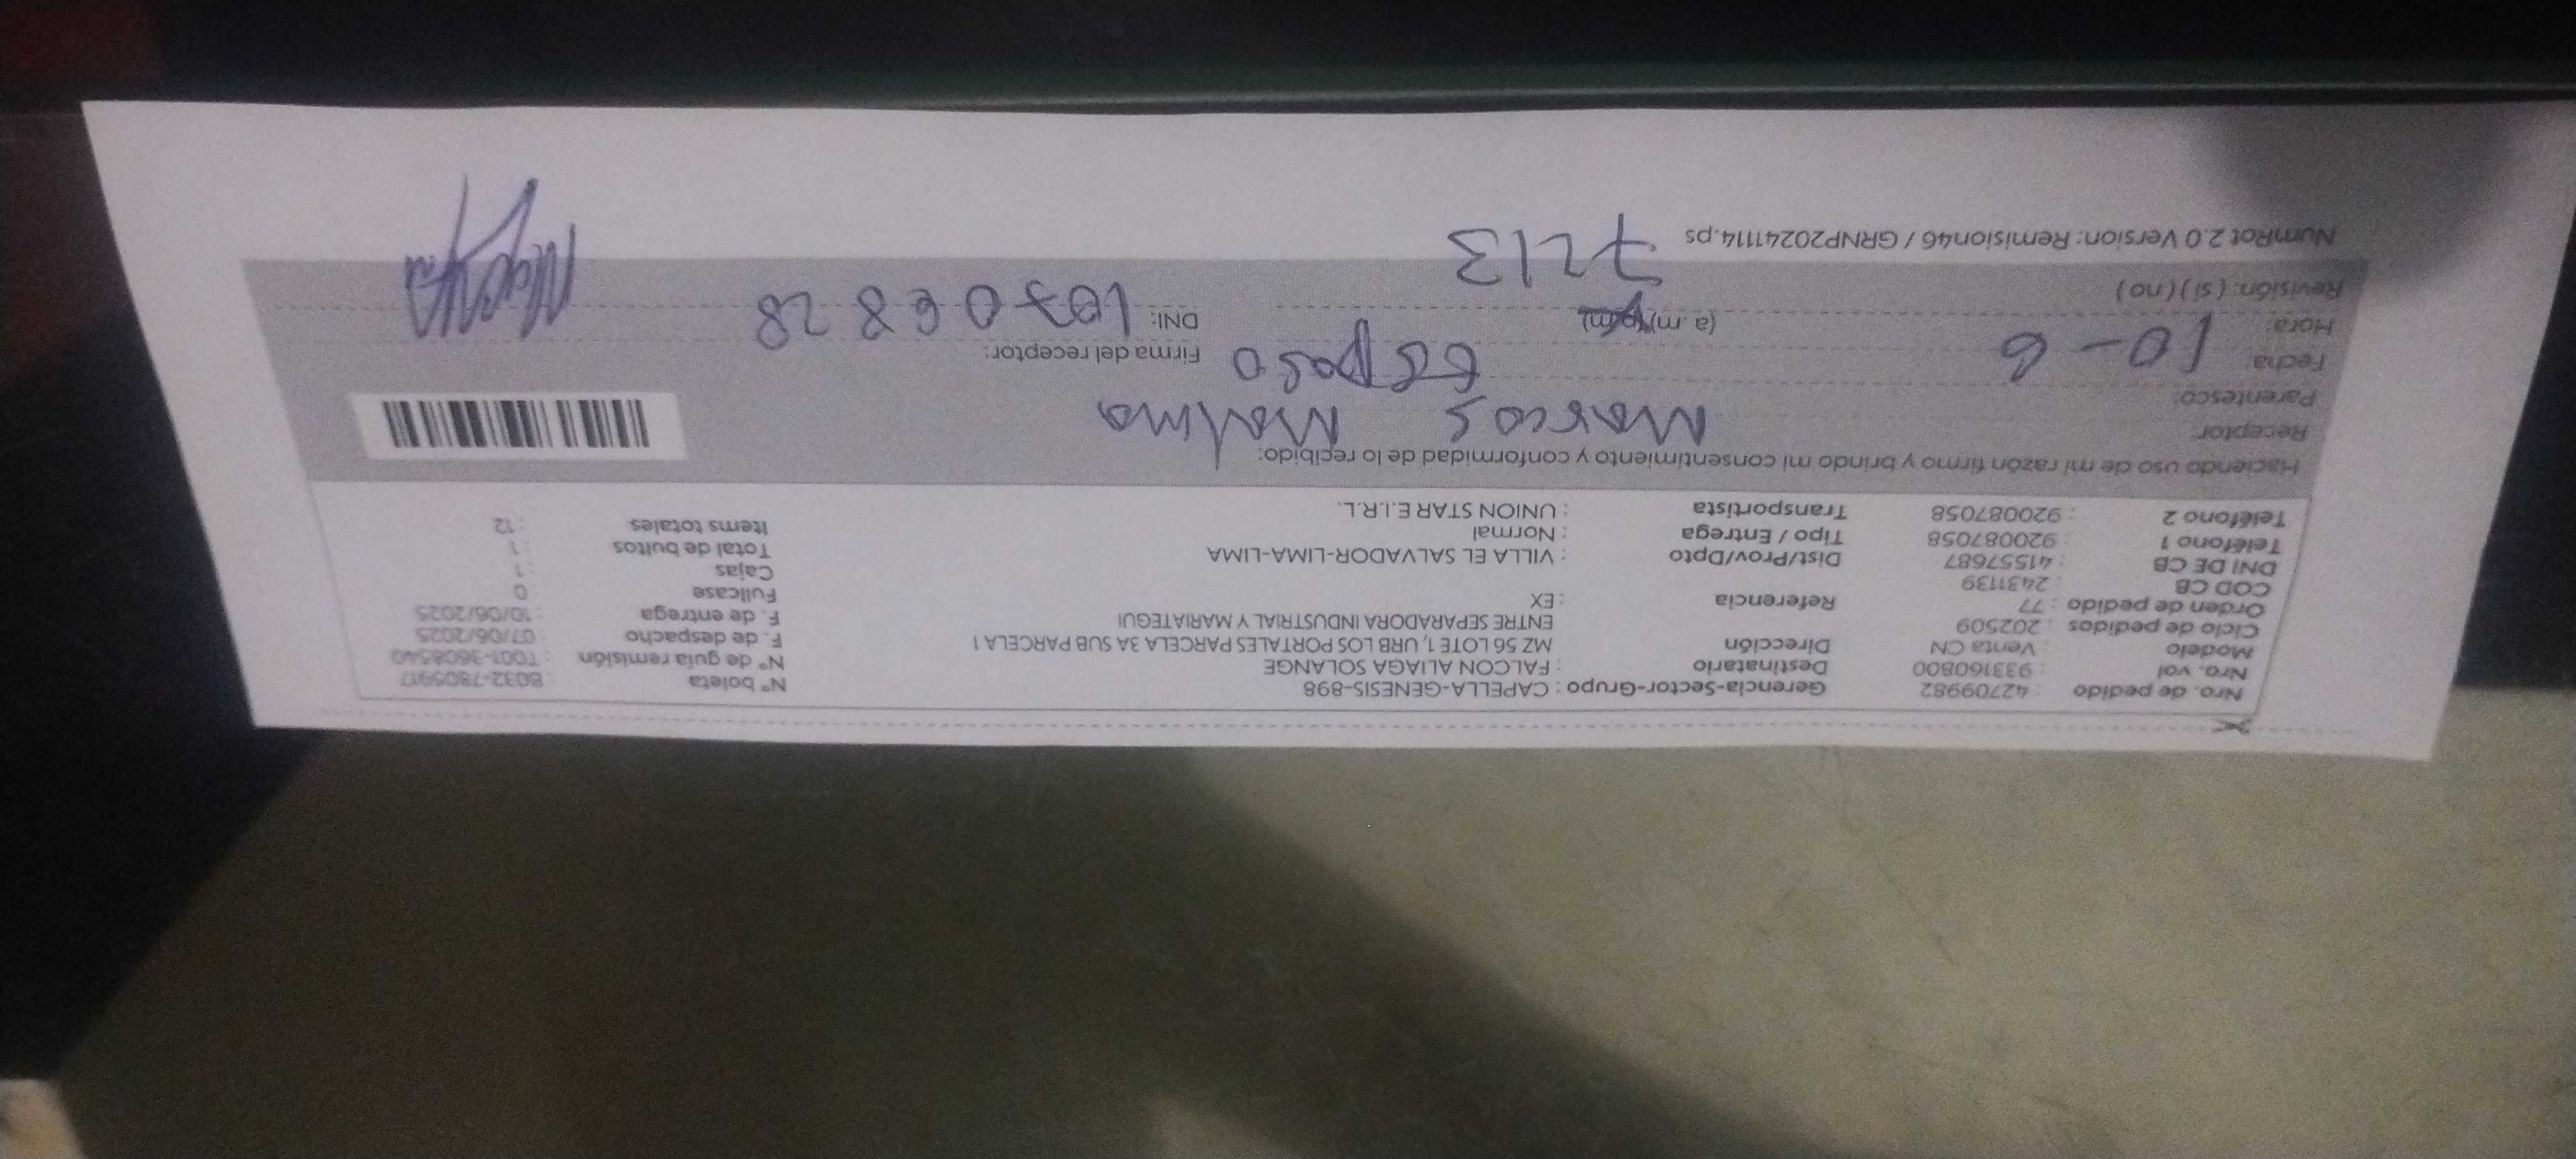 Nro. de pedido : 42709982 Gerencia-Sector-Grupo : CAPELLA-GENESIS-898 N° boleta : B032-7805917
Nro. vol : 933160800 Destinatario : FALCON ALIAGA SOLANGE N° de guía remisión : T001-3608540
Modelo : Venta CN Dirección MZ 56 LOTE 1, URB LOS PORTALES PARCELA 3A SUB PARCELA 1 F. de despacho : 07/06/2025
Ciclo de pedidos : 202509 ENTRE SEPARADORA INDUSTRIAL Y MARIATEGUI F. de entrega : 10/06/2025
Orden de pedido : 77 Referencia : EX Fullcase : 0
COD CB : 2431139 Cajas : 1
DNI DE CB : 41557687 Dist/Prov/Dpto : VILLA EL SALVADOR-LIMA-LIMA Total de bultos : 1
Teléfono 1 : 920087058 Tipo / Entrega : Normal Items totales : 12
Teléfono 2 : 920087058 Transportista : UNION STAR E.I.R.L.
Haciendo uso de mi razón firmo y brindo mi consentimiento y conformidad de lo recibido:
Receptor: Marcos
Parentesco: esposo
Fecha: 10-6 Firma del receptor:
Hora: (a. m) (p.m) DNI:
Revisión: (si) (no) 7213
NumRot 2.0 Version: Remision46 / GRNP20241114.ps